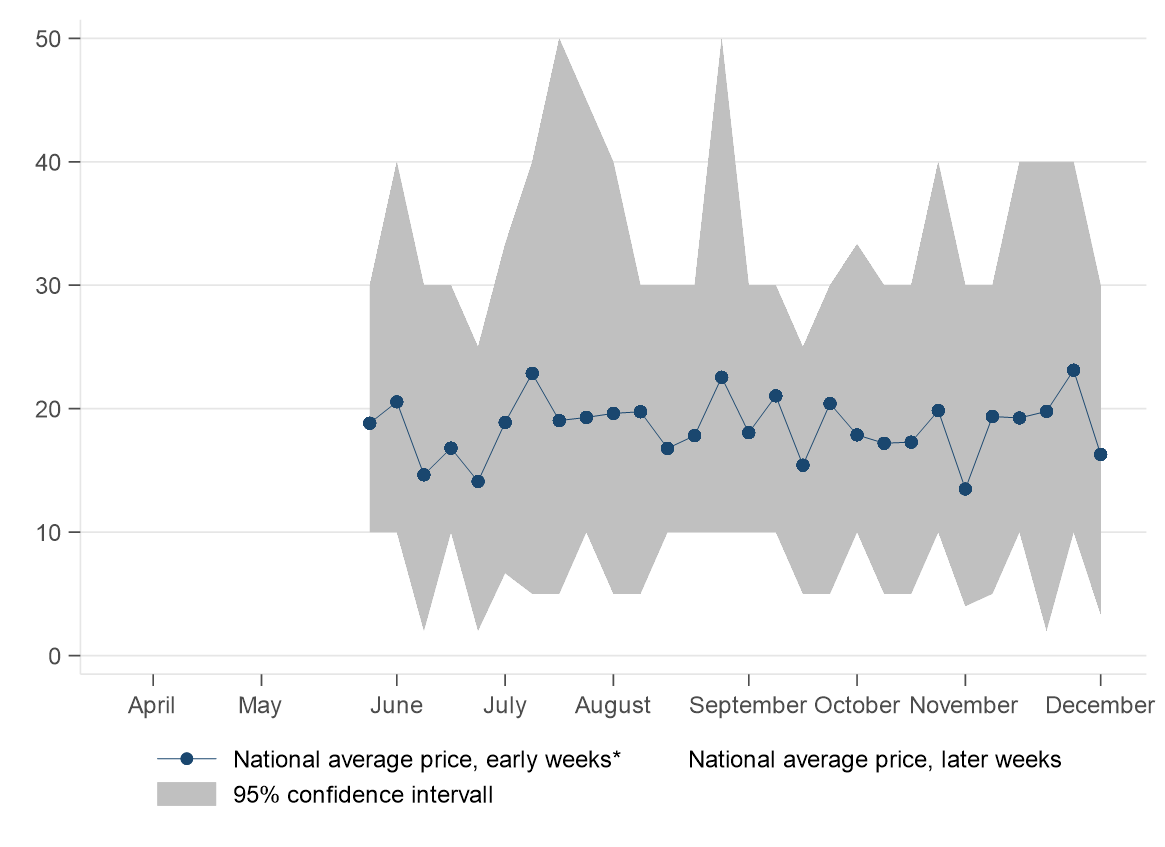 50
40
30
20
10
0
April May June July August September October November December
National average price, early weeks* National average price, later weeks
95% confidence intervall